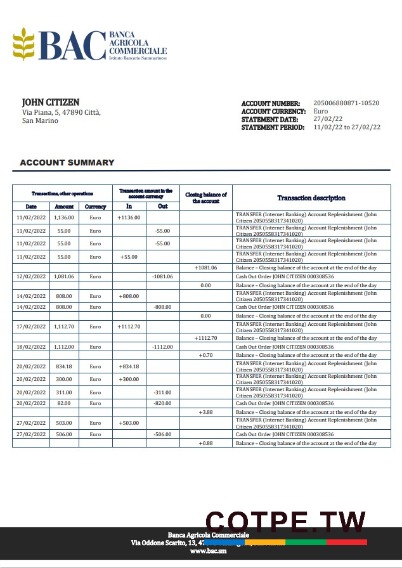 BAC BANCA
AGRICOLA
COMMERCIALE
Istituto Bancario Sammarinese
JOHN CITIZEN
Via Piana, 5, 47890 Città,
San Marino
ACCOUNT NUMBER: 205006000871-10520
ACCOUNT CURRENCY: Euro
STATEMENT DATE: 27/02/22
STATEMENT PERIOD: 11/02/22 to 27/02/22
ACCOUNT SUMMARY
Transactions, other operations Transaction amount in the account currency Closing balance of the account Transaction description
Date Amount Currency In Out
11/02/2022 1,136.00 Euro +1136.00 TRANSFER (Internet Banking) Account Replenishment (John
Citizen 2050558317341020)
11/02/2022 55.00 Euro -55.00 TRANSFER (Internet Banking) Account Replenishment (John
Citizen 2050558317341020)
11/02/2022 55.00 Euro -55.00 TRANSFER (Internet Banking) Account Replenishment (John
Citizen 2050558317341020)
11/02/2022 55.00 Euro +55.00 TRANSFER (Internet Banking) Account Replenishment (John
Citizen 2050558317341020)
+1081.06 Balance – Closing balance of the account at the end of the day
12/02/2022 1,081.06 Euro -1081.06 Cash Out Order JOHN CITIZEN 000308536
0.00 Balance – Closing balance of the account at the end of the day
14/02/2022 808.00 Euro +808.00 TRANSFER (Internet Banking) Account Replenishment (John
Citizen 2050558317341020)
14/02/2022 808.00 Euro -808.00 Cash Out Order JOHN CITIZEN 000308536
0.00 Balance – Closing balance of the account at the end of the day
17/02/2022 1,112.70 Euro +1112.70 TRANSFER (Internet Banking) Account Replenishment (John
Citizen 2050558317341020)
+1112.70 Balance – Closing balance of the account at the end of the day
18/02/2022 1,112.00 Euro -1112.00 Cash Out Order JOHN CITIZEN 000308536
+0.70 Balance – Closing balance of the account at the end of the day
20/02/2022 834.18 Euro +834.18 TRANSFER (Internet Banking) Account Replenishment (John
Citizen 2050558317341020)
20/02/2022 300.00 Euro +300.00 TRANSFER (Internet Banking) Account Replenishment (John
Citizen 2050558317341020)
20/02/2022 311.00 Euro -311.00 TRANSFER (Internet Banking) Account Replenishment (John
Citizen 2050558317341020)
20/02/2022 Euro -820.00 Cash Out Order JOHN CITIZEN 000308536
+3.88 Balance – Closing balance of the account at the end of the day
27/02/2022 503.00 Euro +503.00 TRANSFER (Internet Banking) Account Replenishment (John
Citizen 2050558317341020)
27/02/2022 506.00 Euro -506.00 Cash Out Order JOHN CITIZEN 000308536
+0.88 Balance – Closing balance of the account at the end of the day
COTPE.TW
Banca Agricola Commerciale
Via Oddone Scarito, 13,
www.bac.sm